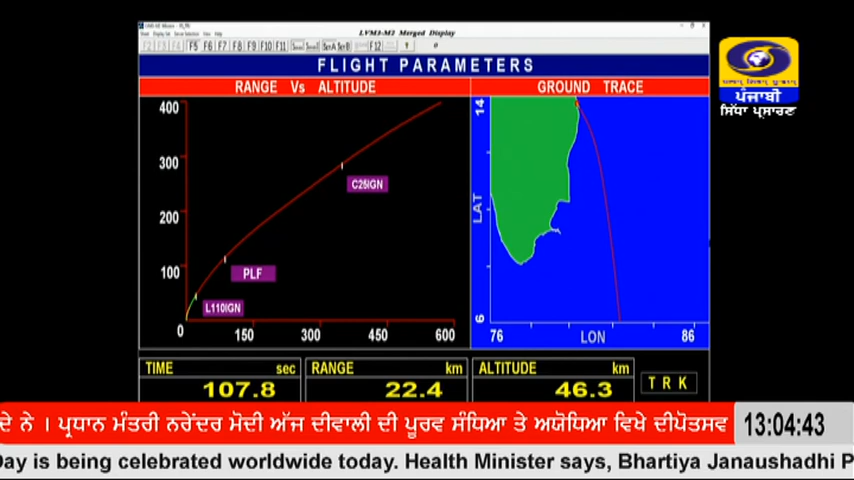 LVM3-M2 Merged Display
F5 F6 F7 F8 F9 F10 F11 SerA SerB F12
FLIGHT PARAMETERS
RANGE Vs ALTITUDE
GROUND TRACE
ਪੰਜਾਬੀ
ਸਿੱਧਾ ਪ੍ਰਸਾਰਣ
400
300
200
100
0
150
300
450
600
C25IGN
PLF
L110IGN
14
LAT
6
76
LON
86
TIME sec
107.8
RANGE km
22.4
ALTITUDE km
46.3
TRK
ਦੇ ਨੇ । ਪ੍ਰਧਾਨ ਮੰਤਰੀ ਨਰੇਂਦਰ ਮੋਦੀ ਅੱਜ ਦੀਵਾਲੀ ਦੀ ਪੂਰਵ ਸੰਧਿਆ ਤੇ ਅਯੋਧਿਆ ਵਿਖੇ ਦੀਪੋਤਸਵ
13:04:43
Day is being celebrated worldwide today. Health Minister says, Bhartiya Janaushadhi P